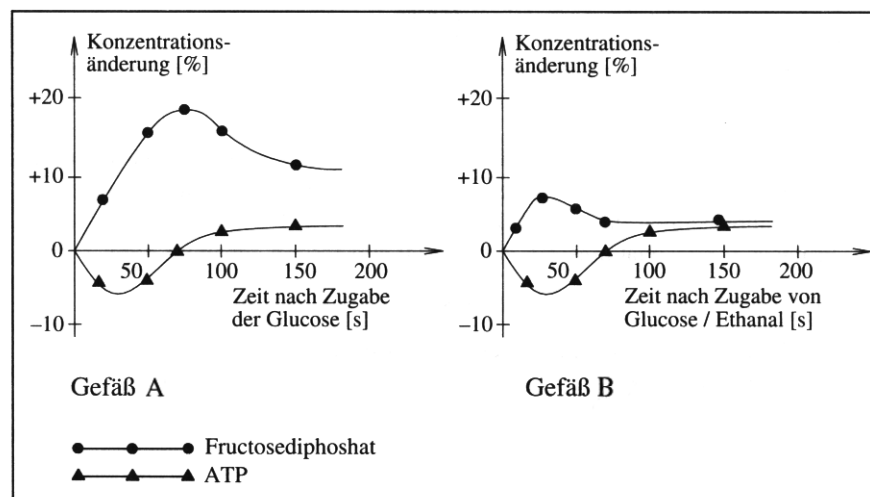 Konzentrations-
änderung [%]
+20
+10
0
–10
50
100
150
200
Zeit nach Zugabe
der Glucose [s]
Gefäß A
Konzentrations-
änderung [%]
+20
+10
0
–10
50
100
150
200
Zeit nach Zugabe von
Glucose / Ethanal [s]
Gefäß B
Fructosediphoshat
ATP